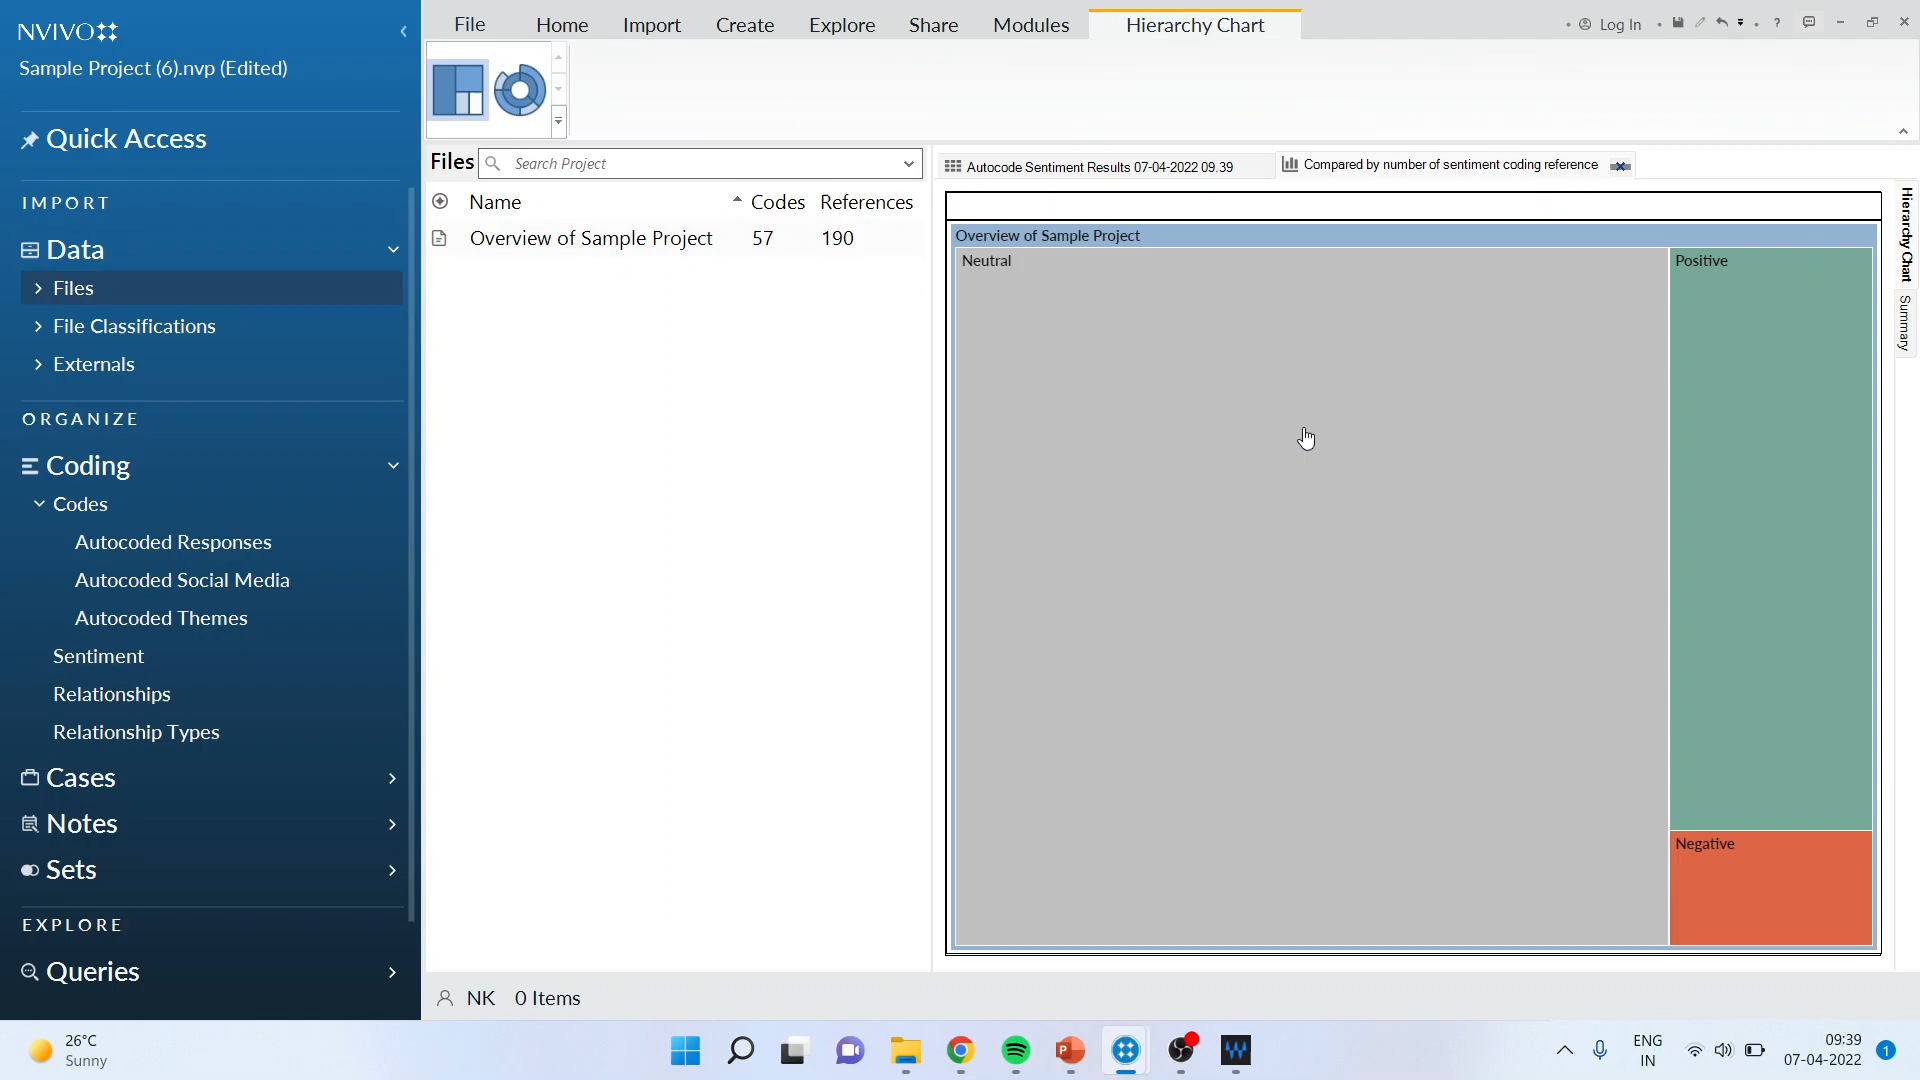 NVIVO
Sample Project (6).nvp (Edited)
Quick Access
IMPORT
Data
Files
File Classifications
Externals
ORGANIZE
Coding
Codes
Autocoded Responses
Autocoded Social Media
Autocoded Themes
Sentiment
Relationships
Relationship Types
Cases
Notes
Sets
EXPLORE
Queries
File Home Import Create Explore Share Modules Hierarchy Chart
Log In ?
Files Search Project
Name Codes References
Overview of Sample Project 57 190
Autocode Sentiment Results 07-04-2022 09.39
Compared by number of sentiment coding reference
Overview of Sample Project
Neutral
Positive
Negative
Hierarchy Chart
Summary
NK 0 Items
26°C
Sunny
ENG
IN
09:39
07-04-2022
1